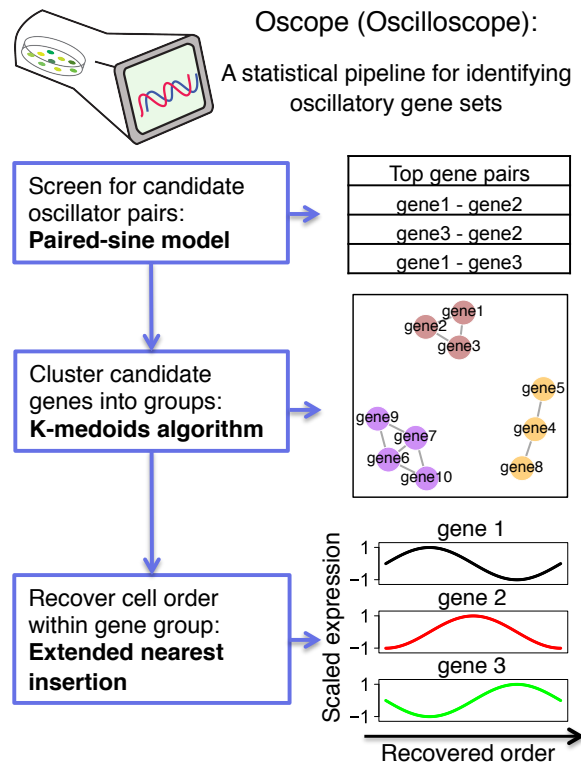 Oscope (Oscilloscope):
A statistical pipeline for identifying
oscillatory gene sets
Screen for candidate
oscillator pairs:
Paired-sine model
Top gene pairs
gene1 - gene2
gene3 - gene2
gene1 - gene3
Cluster candidate
genes into groups:
K-medoids algorithm
gene1
gene2
gene3
gene5
gene4
gene8
gene9
gene7
gene6
gene10
Recover cell order
within gene group:
Extended nearest
insertion
Scaled expression
gene 1
1
−1
gene 2
1
−1
gene 3
1
−1
Recovered order